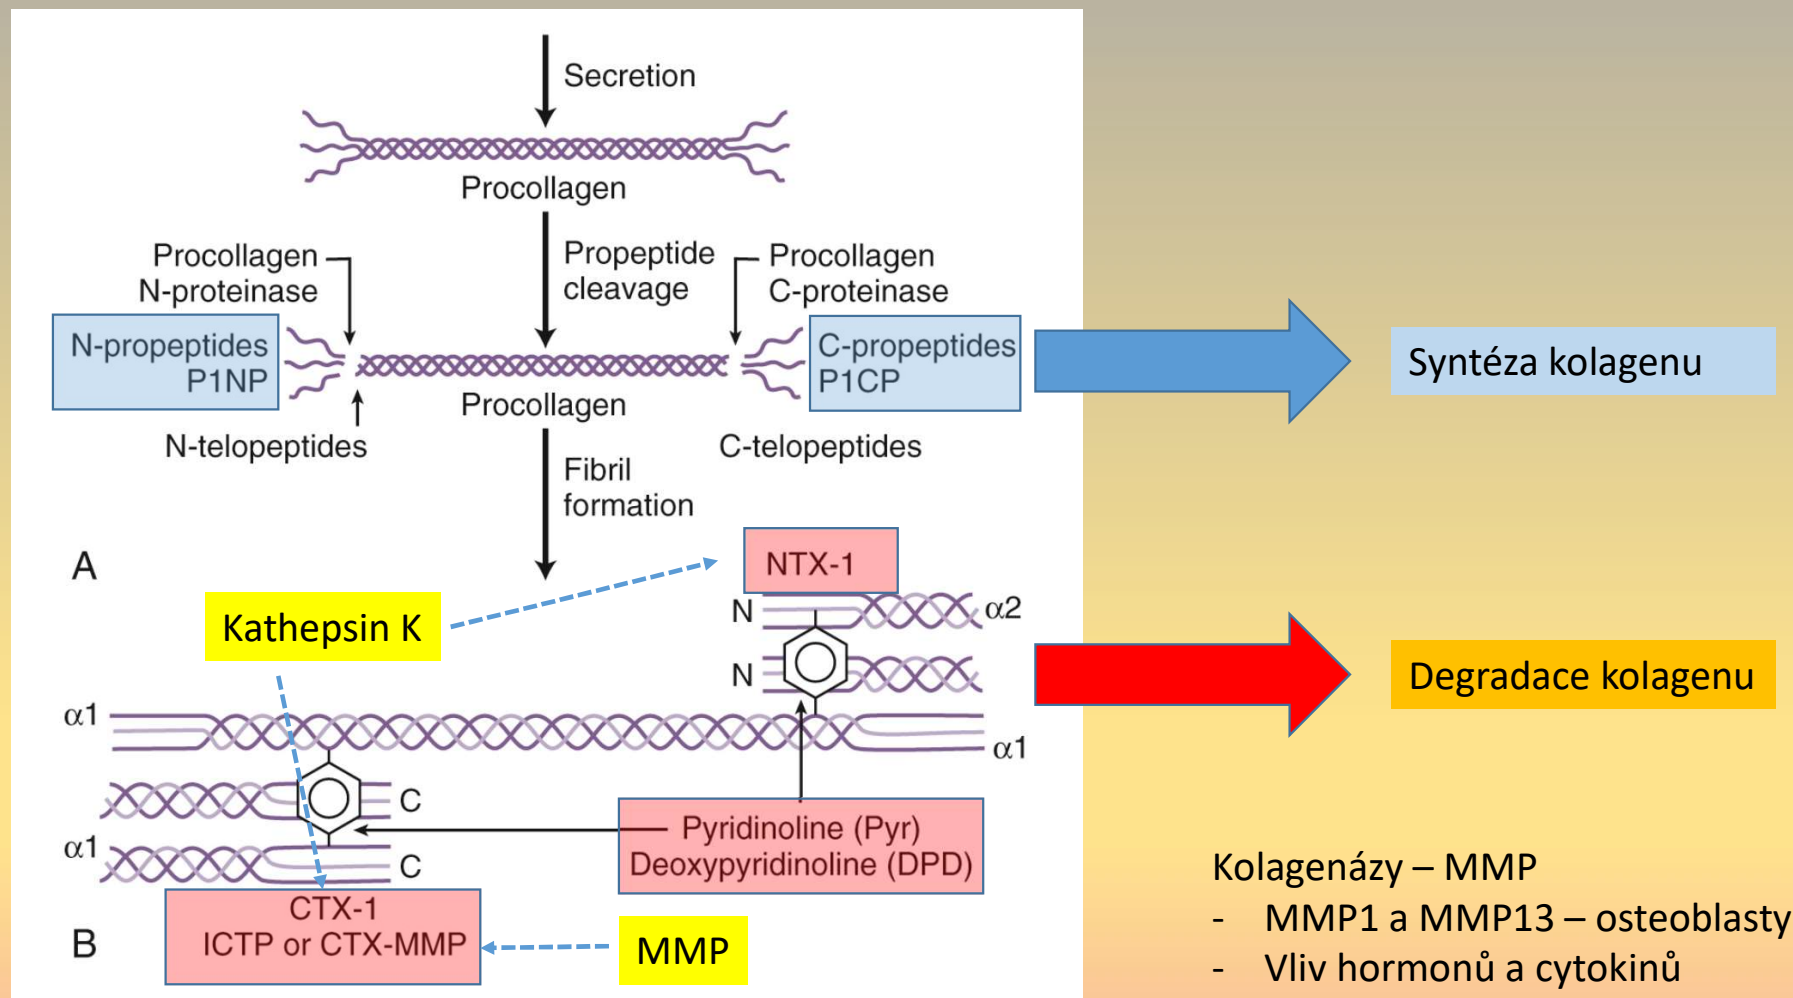 Secretion
Procollagen
Procollagen
N-proteinase
Propeptide
cleavage
Procollagen
C-proteinase
N-propeptides
P1NP
C-propeptides
P1CP
Syntéza kolagenu
Procollagen
N-telopeptides
C-telopeptides
Fibril
formation
A
NTX-1
Kathepsin K
N
α2
N
Degradace kolagenu
α1
α1
C
α1
C
Pyridinoline (Pyr)
Deoxypyridinoline (DPD)
CTX-1
ICTP or CTX-MMP
B
MMP
Kolagenázy – MMP
- MMP1 a MMP13 – osteoblasty
- Vliv hormonů a cytokinů